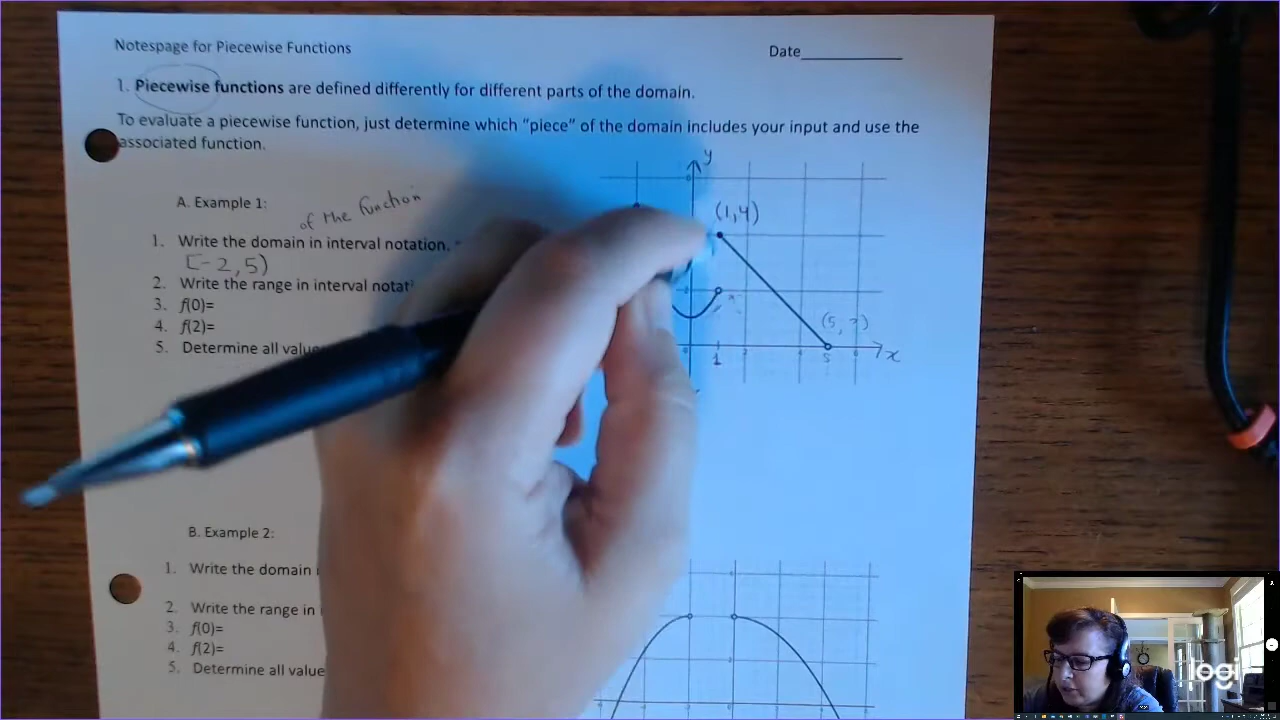 Notespage for Piecewise Functions
Date__________
1. Piecewise functions are defined differently for different parts of the domain.
To evaluate a piecewise function, just determine which "piece" of the domain includes your input and use the
associated function.
A. Example 1:
of the function
1. Write the domain in interval notation.
[-2,5)
2. Write the range in interval notat
3. f(0)=
4. f(2)=
5. Determine all value
y
(1,4)
(5, ?)
1
5
x
B. Example 2:
1. Write the domain
2. Write the range in
3. f(0)=
4. f(2)=
5. Determine all value
logi